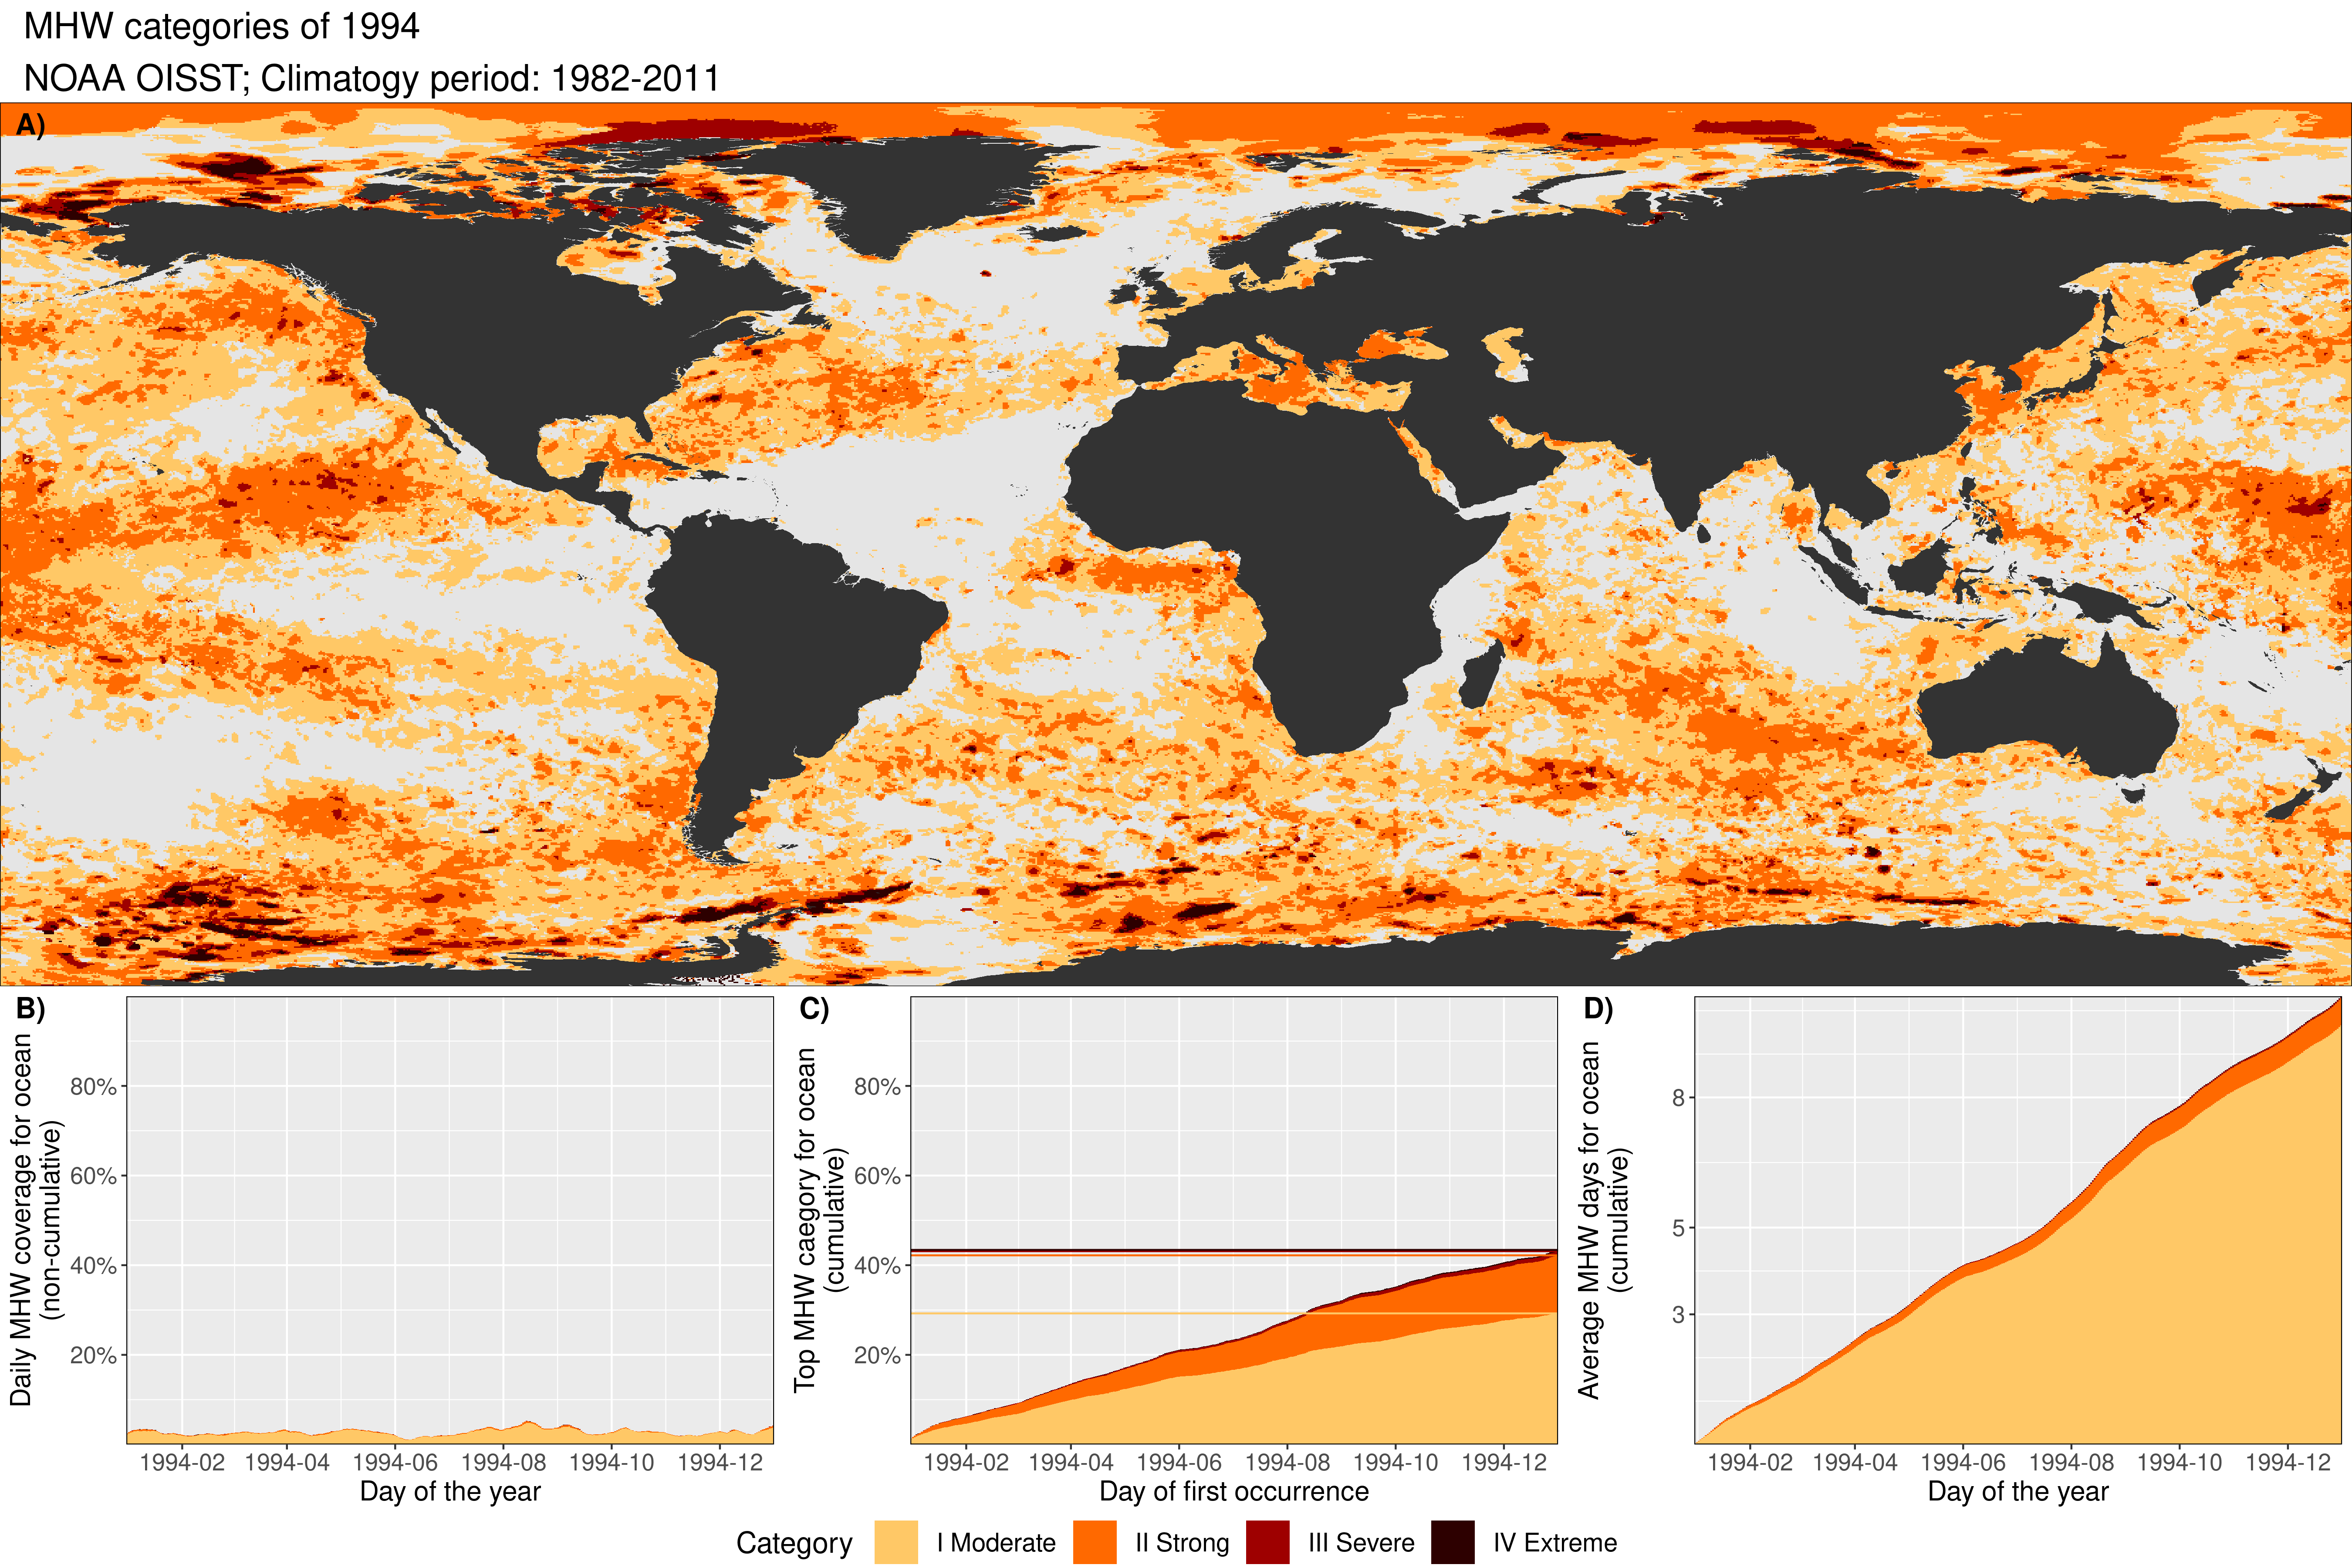 MHW categories of 1994
NOAA OISST; Climatogy period: 1982-2011
A)
B)
Daily MHW coverage for ocean
(non-cumulative)
80%
60%
40%
20%
1994-02 1994-04 1994-06 1994-08 1994-10 1994-12
Day of the year
C)
Top MHW category for ocean
(cumulative)
80%
60%
40%
20%
1994-02 1994-04 1994-06 1994-08 1994-10 1994-12
Day of first occurrence
D)
Average MHW days for ocean
(cumulative)
8
5
3
1994-02 1994-04 1994-06 1994-08 1994-10 1994-12
Day of the year
Category I Moderate II Strong III Severe IV Extreme